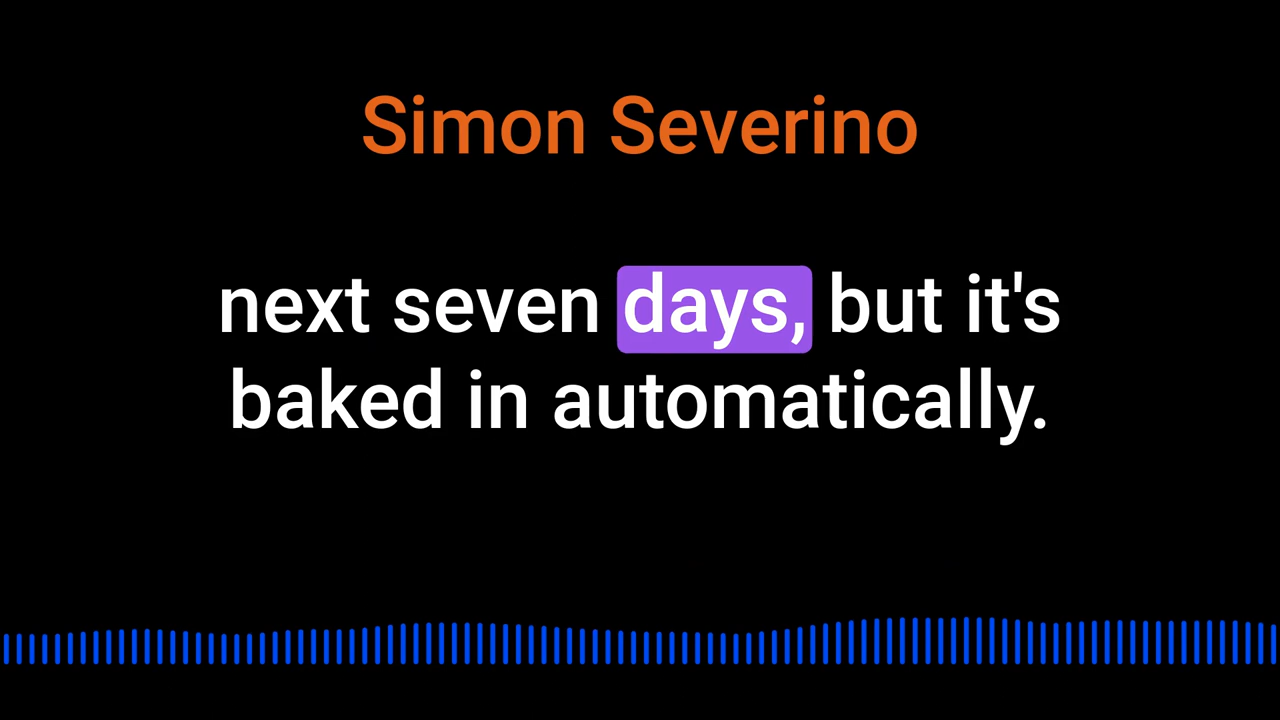 Simon Severino
next seven days, but it's
baked in automatically.